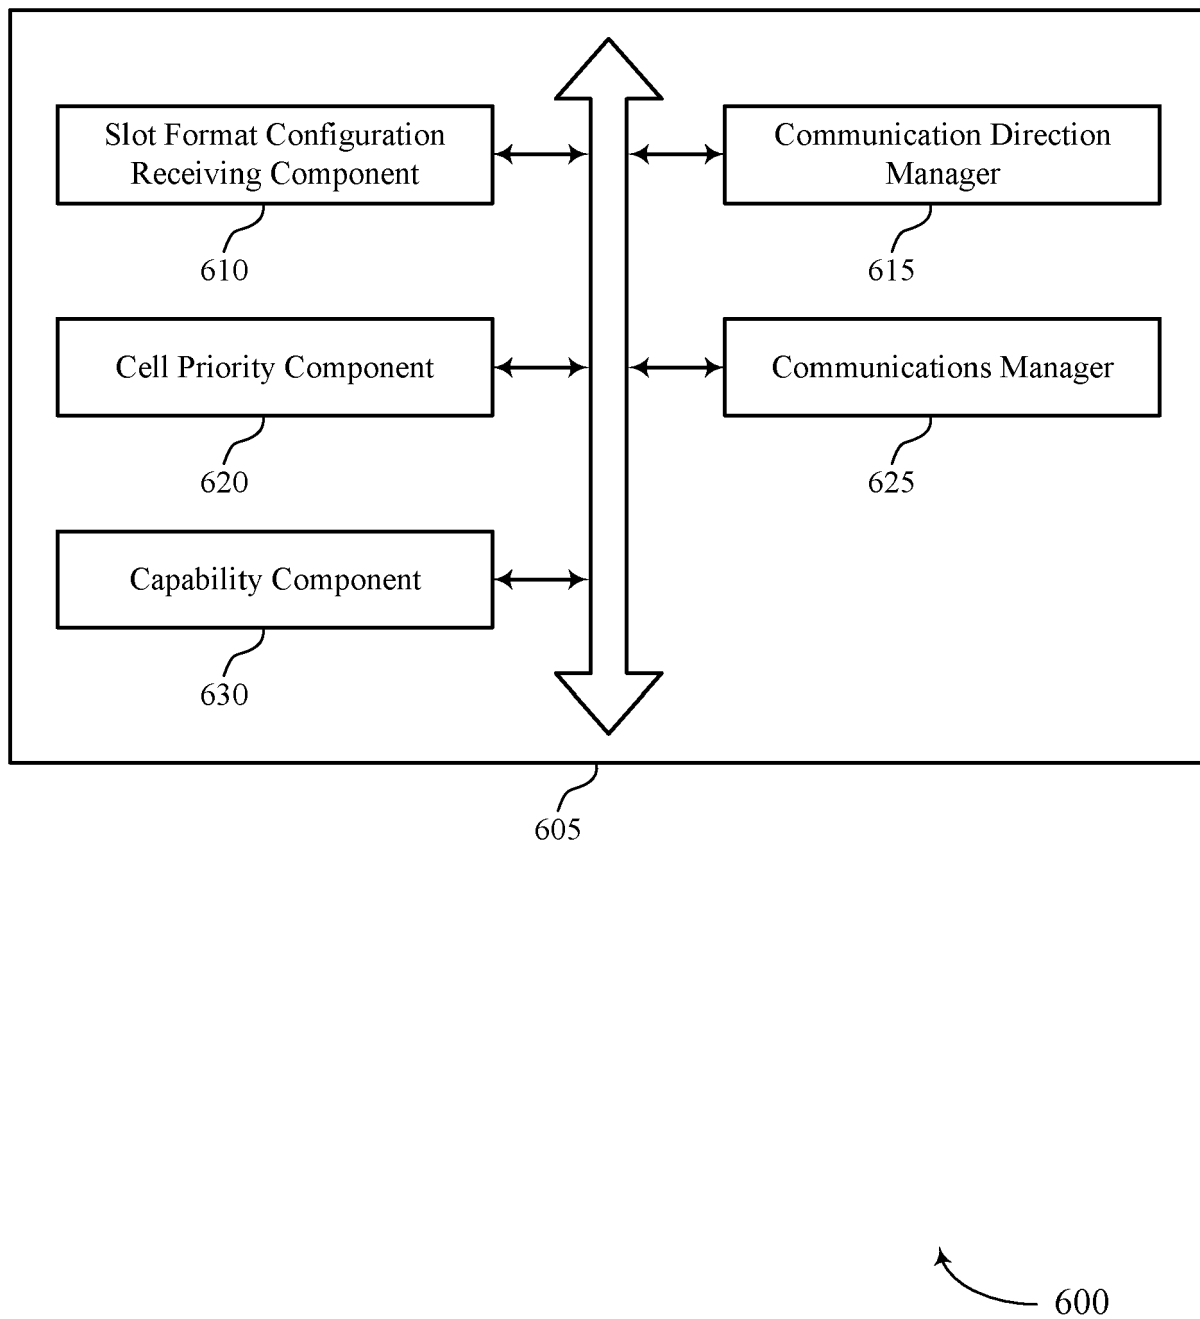 Slot Format Configuration
Receiving Component
610
Communication Direction
Manager
615
Cell Priority Component
620
Communications Manager
625
Capability Component
630
605
600